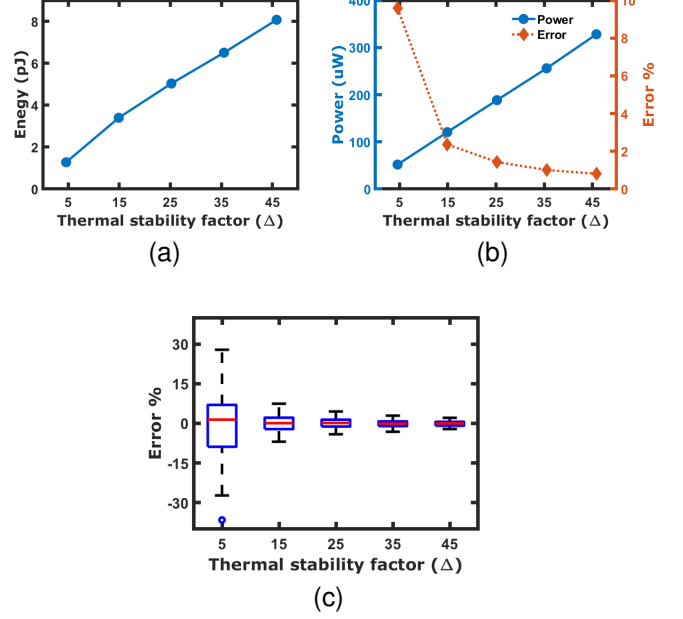 8
6
4
2
0
Enegy (pJ)
5 15 25 35 45
Thermal stability factor (Δ)
(a)
400
300
200
100
0
Power (uW)
Power
Error
10
8
6
4
2
0
Error %
5 15 25 35 45
Thermal stability factor (Δ)
(b)
30
15
0
-15
-30
Error %
5 15 25 35 45
Thermal stability factor (Δ)
(c)